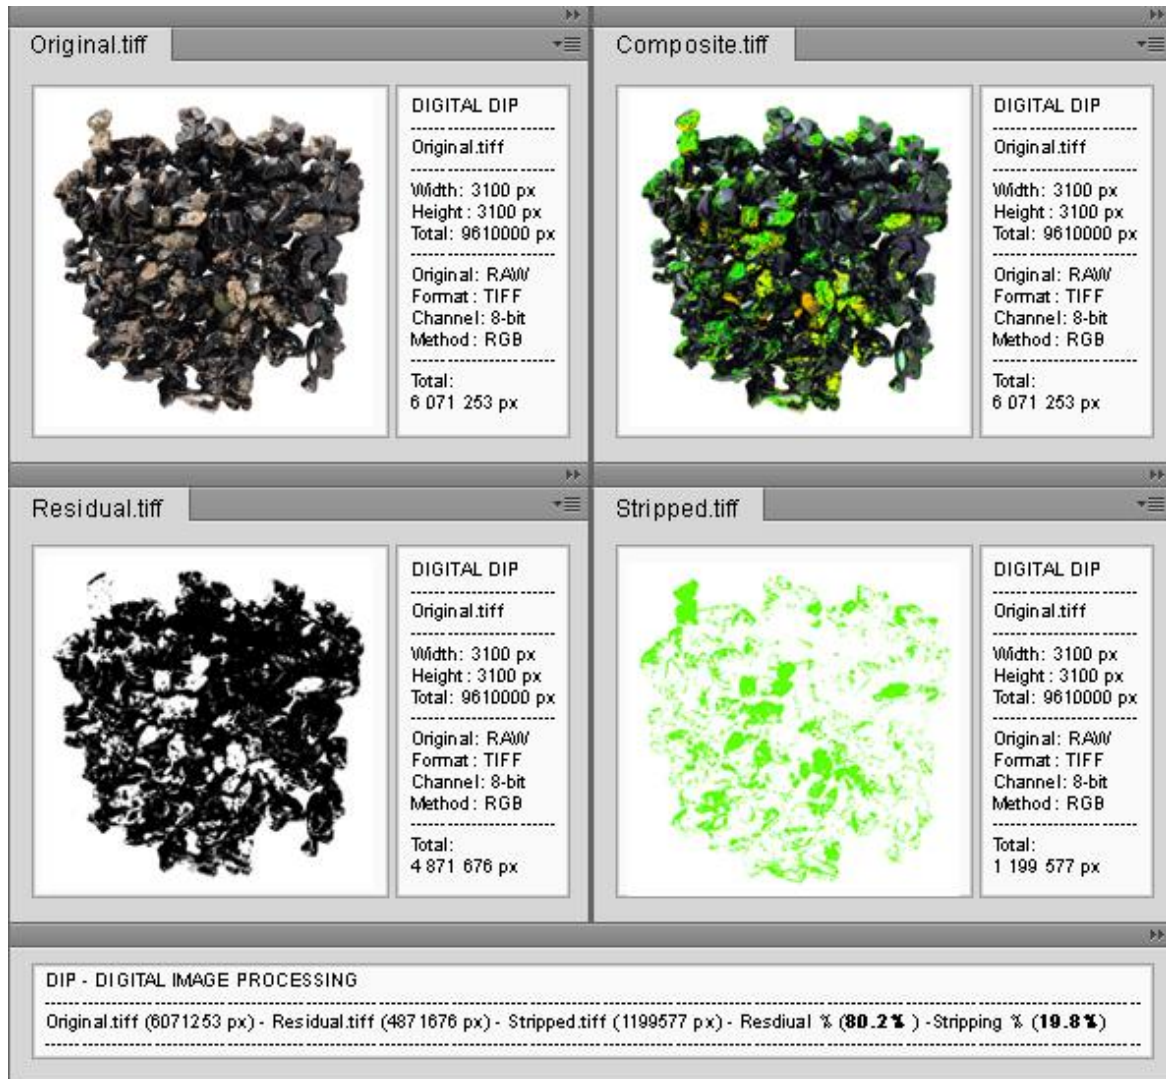 Original.tiff
DIGITAL DIP
Original.tiff
Width: 3100 px
Height: 3100 px
Total: 9610000 px
Original: RAW
Format: TIFF
Channel: 8-bit
Method: RGB
Total:
6 071 253 px
Composite.tiff
DIGITAL DIP
Original.tiff
Width: 3100 px
Height: 3100 px
Total: 9610000 px
Original: RAW
Format: TIFF
Channel: 8-bit
Method: RGB
Total:
6 071 253 px
Residual.tiff
DIGITAL DIP
Original.tiff
Width: 3100 px
Height: 3100 px
Total: 9610000 px
Original: RAW
Format: TIFF
Channel: 8-bit
Method: RGB
Total:
4 871 676 px
Stripped.tiff
DIGITAL DIP
Original.tiff
Width: 3100 px
Height: 3100 px
Total: 9610000 px
Original: RAW
Format: TIFF
Channel: 8-bit
Method: RGB
Total:
1 199 577 px
DIP - DIGITAL IMAGE PROCESSING
Original.tiff (6071253 px) - Residual.tiff (4871676 px) - Stripped.tiff (1199577 px) - Resdiual % (80.2% ) -Stripping % (19.8%)